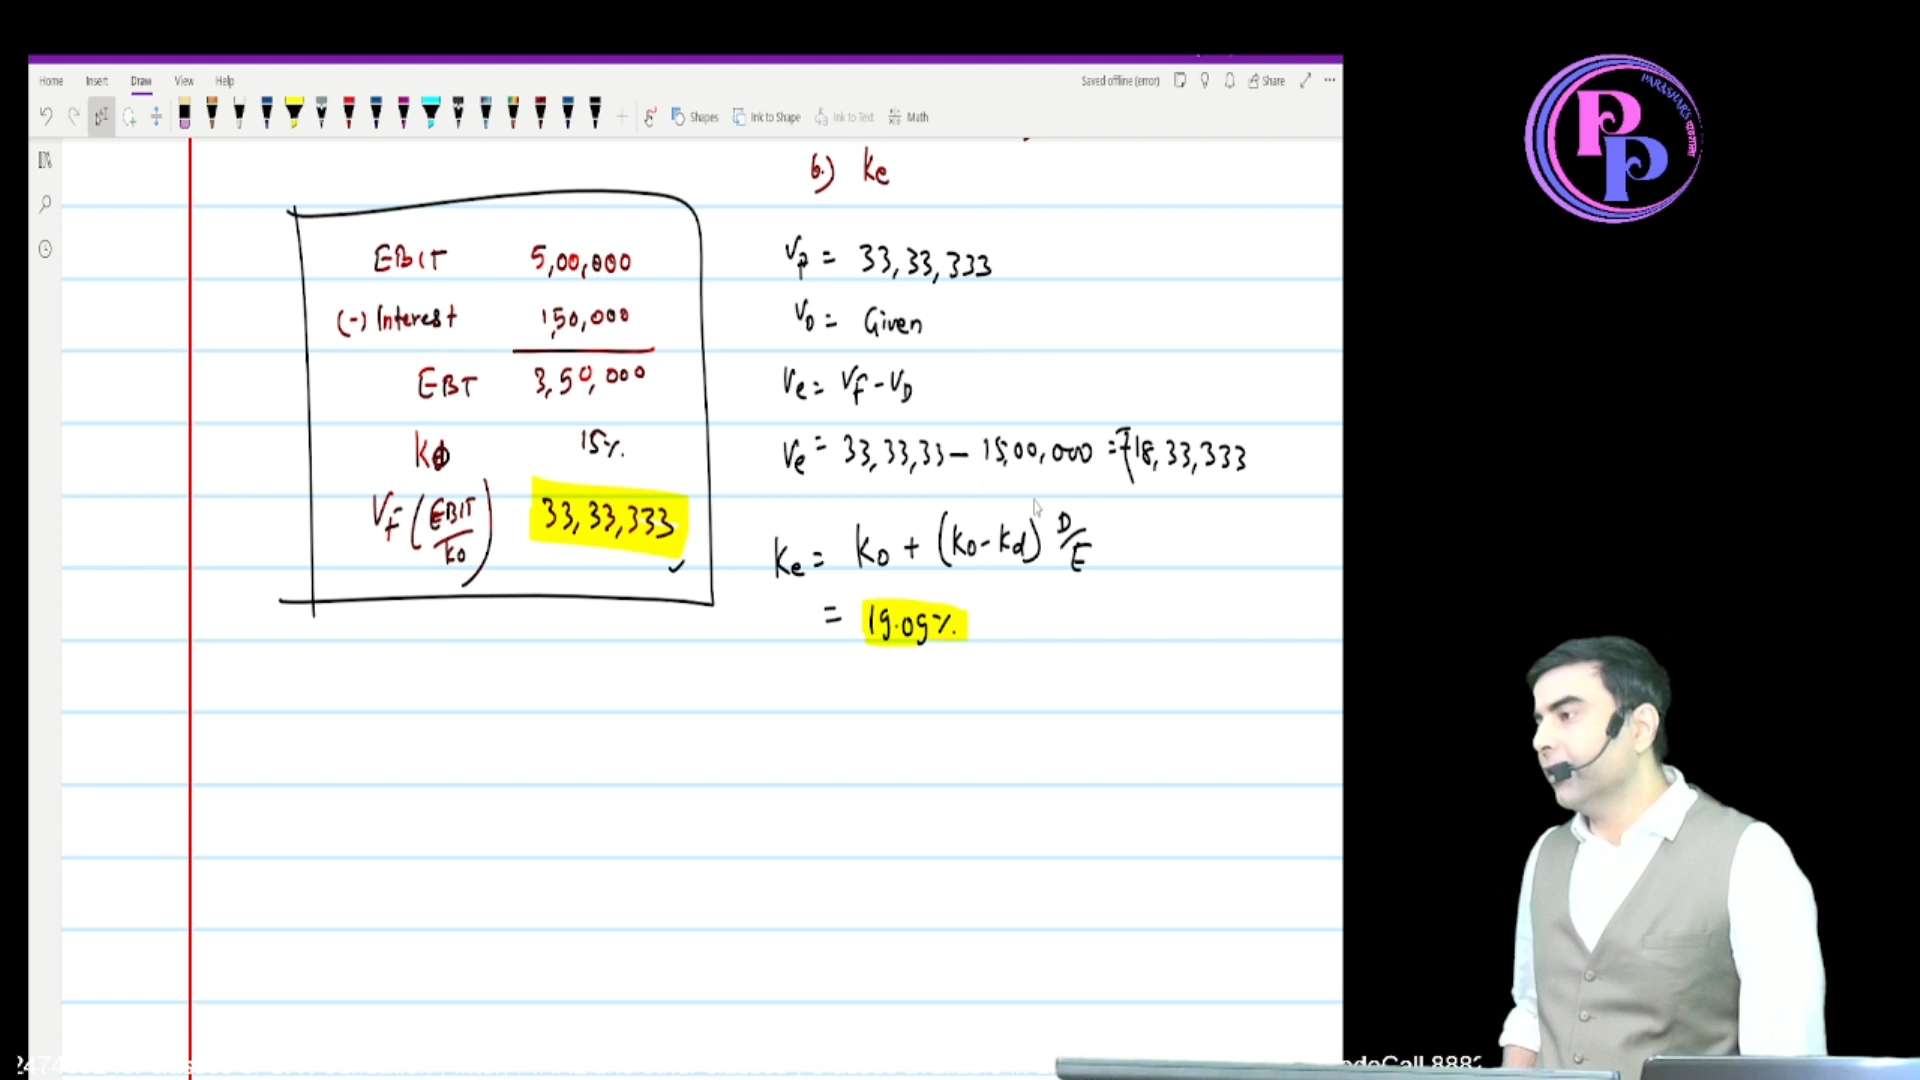 Home Insert Draw View Help
Saved offline (error) Share
Shapes Ink to Shape Ink to Text Math
b.) Ke
EBIT 5,00,000
(-) Interest 1,50,000
EBT 3,50,000
Ko 15%
VF (EBIT/Ko) 33,33,333
VF = 33,33,333
VD = Given
Ve = VF - VD
Ve = 33,33,33 – 15,00,000 = ₹18,33,333
Ke = Ko + (Ko-Kd) D/E
= 19.09%
PARASHAR'S
PP